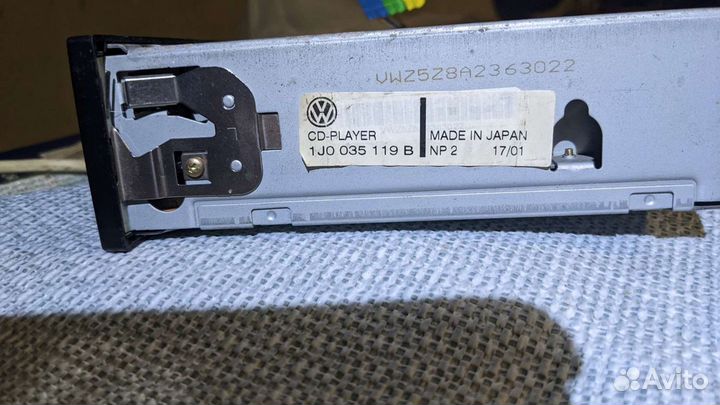 VWZ5Z8A2363022
CD-PLAYER
MADE IN JAPAN
1J0 035 119 B
NP 2 17/01
Avito